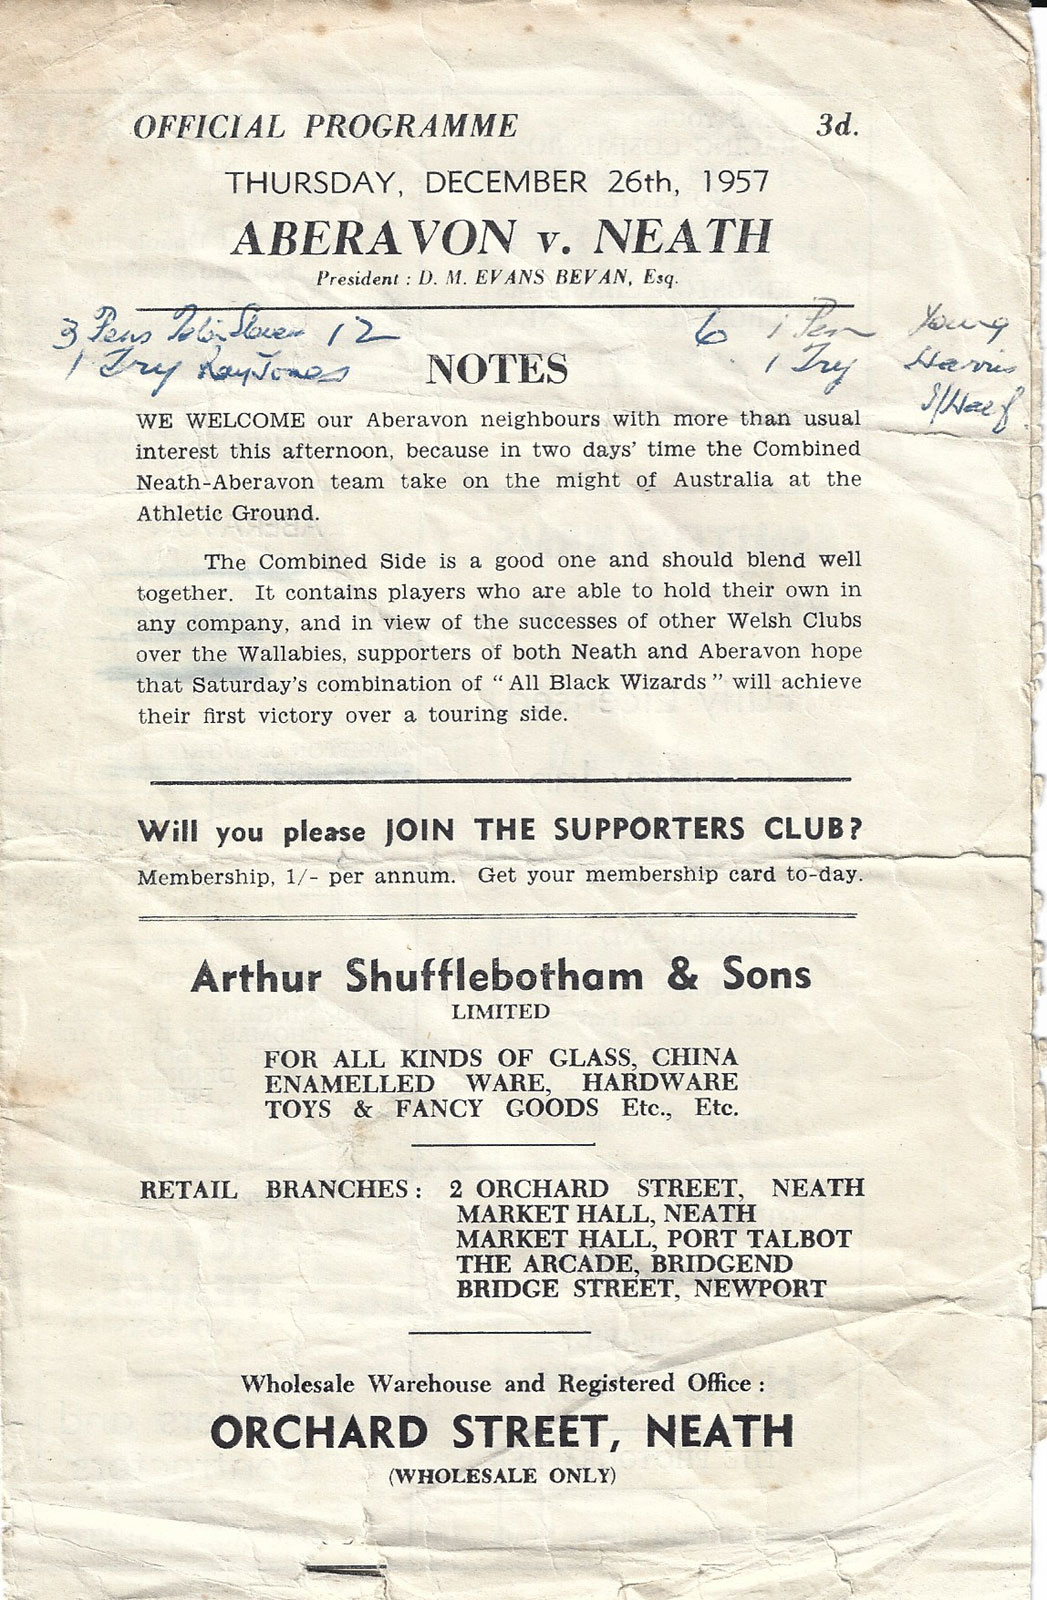 OFFICIAL PROGRAMME 3d.
THURSDAY, DECEMBER 26th, 1957
ABERAVON v. NEATH
President : D. M. EVANS BEVAN, Esq.
3 Pens 12 6 1 Pen Young
1 Try Ray Jones 1 Try Harris
S/Half
NOTES
WE WELCOME our Aberavon neighbours with more than usual
interest this afternoon, because in two days' time the Combined
Neath-Aberavon team take on the might of Australia at the
Athletic Ground.
The Combined Side is a good one and should blend well
together. It contains players who are able to hold their own in
any company, and in view of the successes of other Welsh Clubs
over the Wallabies, supporters of both Neath and Aberavon hope
that Saturday's combination of " All Black Wizards " will achieve
their first victory over a touring side.
Will you please JOIN THE SUPPORTERS CLUB?
Membership, 1/- per annum. Get your membership card to-day.
Arthur Shufflebotham & Sons
LIMITED
FOR ALL KINDS OF GLASS, CHINA
ENAMELLED WARE, HARDWARE
TOYS & FANCY GOODS Etc., Etc.
RETAIL BRANCHES : 2 ORCHARD STREET, NEATH
MARKET HALL, NEATH
MARKET HALL, PORT TALBOT
THE ARCADE, BRIDGEND
BRIDGE STREET, NEWPORT
Wholesale Warehouse and Registered Office :
ORCHARD STREET, NEATH
(WHOLESALE ONLY)